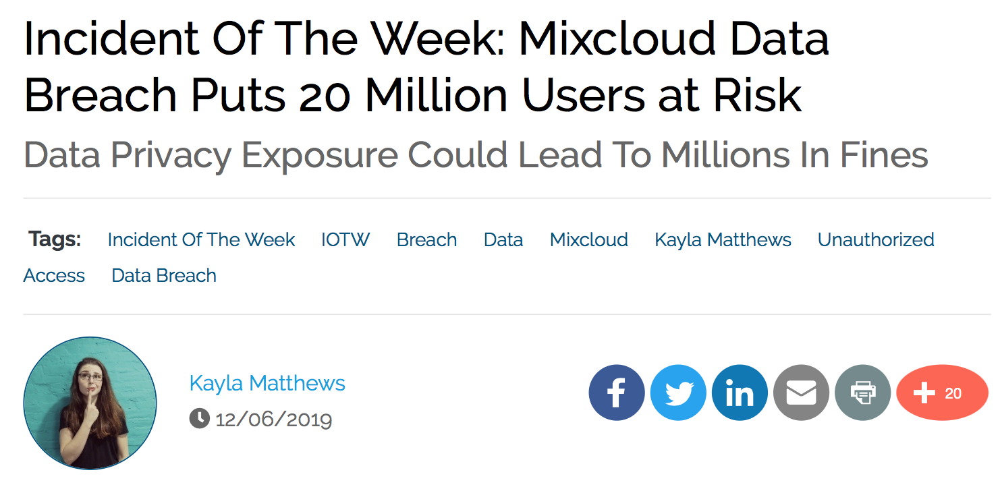 Incident Of The Week: Mixcloud Data
Breach Puts 20 Million Users at Risk
Data Privacy Exposure Could Lead To Millions In Fines
Tags: Incident Of The Week IOTW Breach Data Mixcloud Kayla Matthews Unauthorized
Access Data Breach
Kayla Matthews
12/06/2019
f in 20